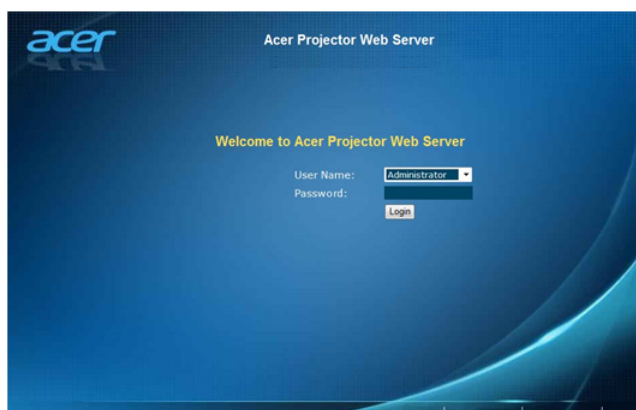 acer
Acer Projector Web Server
Welcome to Acer Projector Web Server
User Name: Administrator
Password:
Login